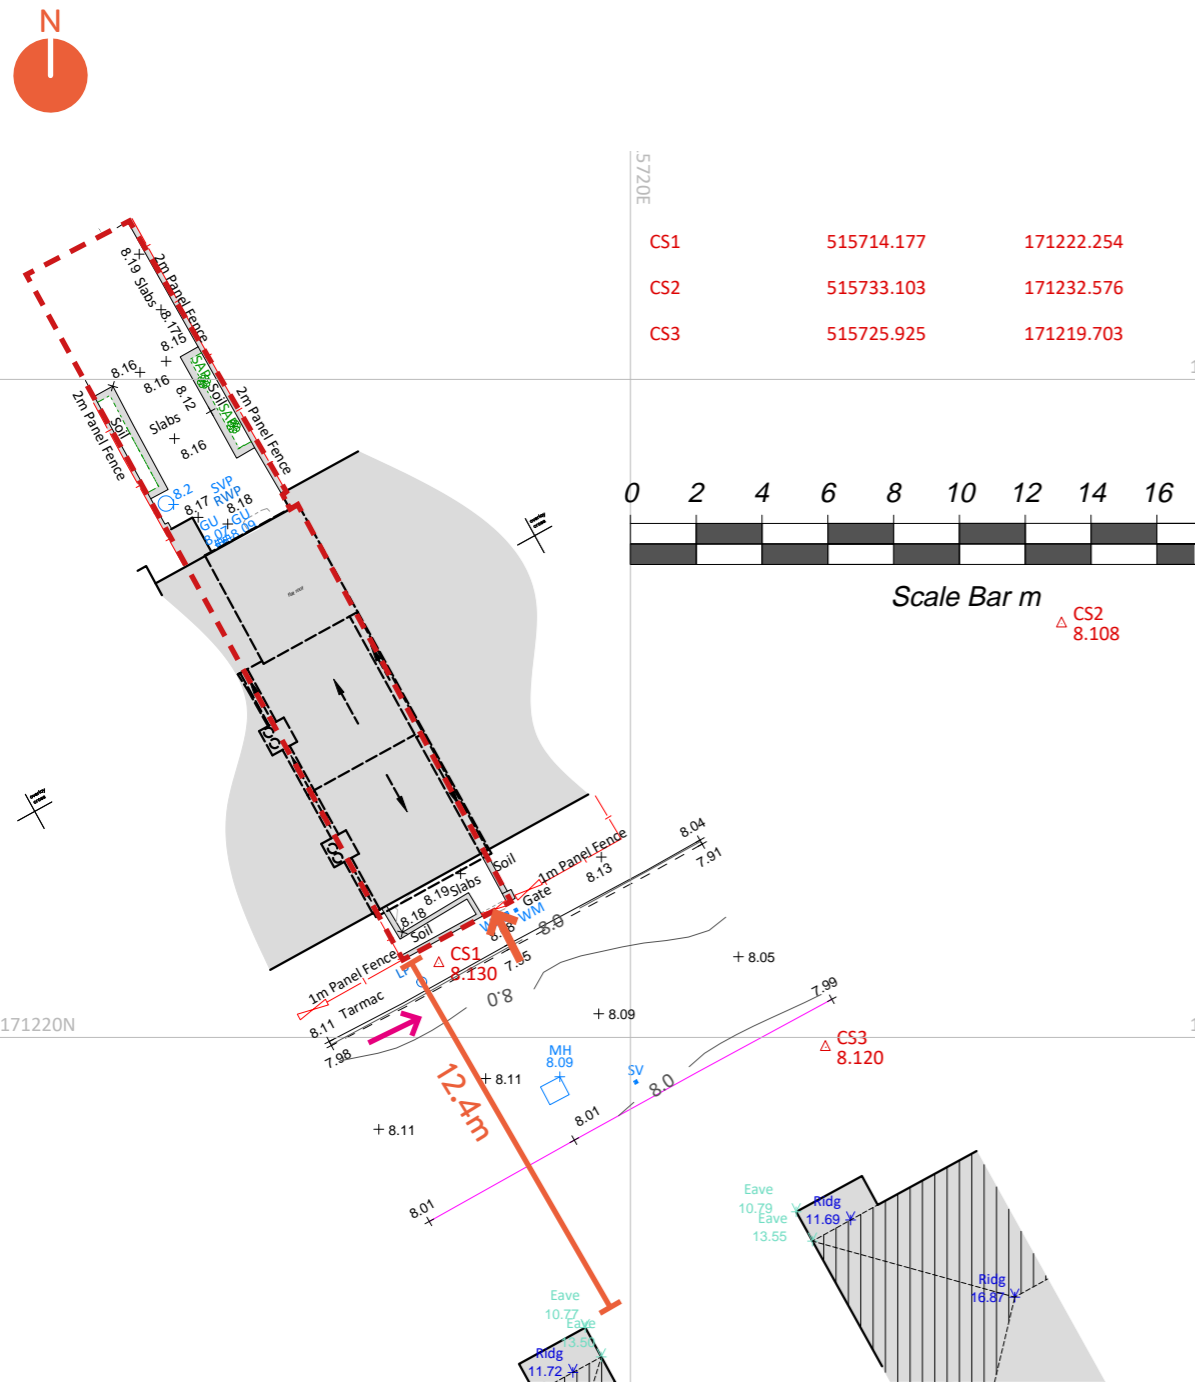 N
5720E
CS1 515714.177 171222.254
CS2 515733.103 171232.576
CS3 515725.925 171219.703
8.19
Slabs
2m Panel Fence
8.175
8.15
8.16
8.16
8.12
Soil
2m Panel Fence
2m Panel Fence
Soil
Slabs
8.16
8.2
SVP
RWP
8.17
8.18
GU
GU
8.09
0 2 4 6 8 10 12 14 16
Scale Bar m
CS2
8.108
Flat roof
8.04
7.91
1m Panel Fence
8.13
Soil
Slabs
8.19
8.18
Soil
Gate
WM
8.0
7.95
CS1
8.130
LP
1m Panel Fence
Tarmac
8.11
7.98
8.0
8.05
7.99
8.09
171220N
CS3
8.120
MH
8.09
SV
8.0
8.11
8.11
12.4m
8.01
8.01
Eave
10.79
Ridg
11.69
Eave
13.55
Ridg
16.87
Eave
10.77
Eave
Ridg
11.72